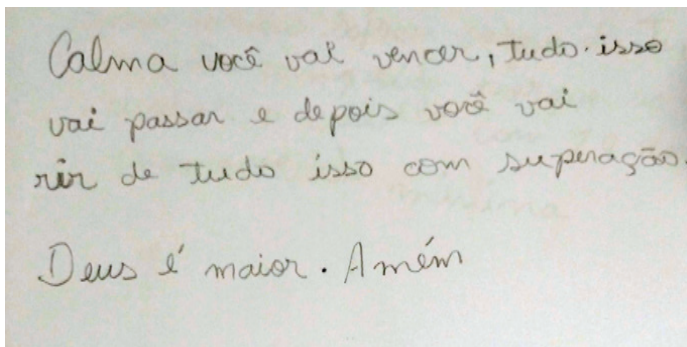 Calma você vai vencer, tudo isso
vai passar e depois você vai
rir de tudo isso com superação.
Deus é maior. Amém